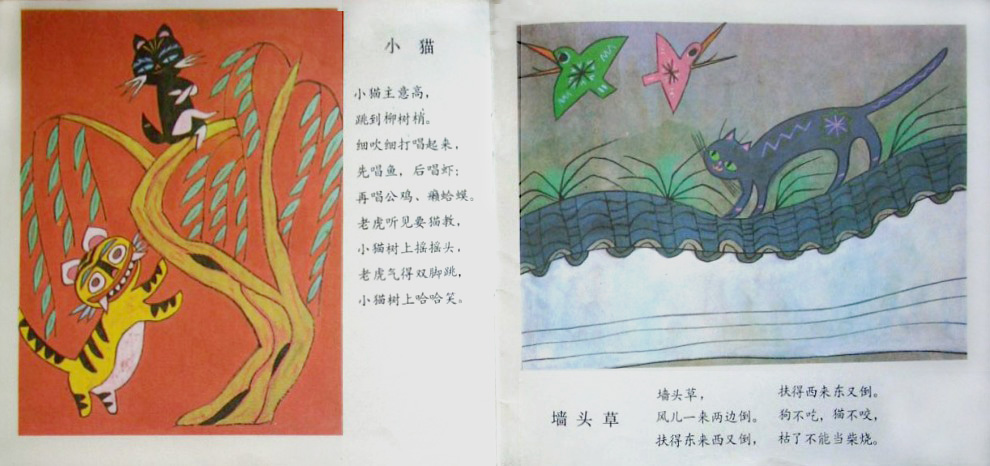 小猫
小猫主意高，
跳到柳树梢。
细吹细打唱起来，
先唱鱼，后唱虾；
再唱公鸡、癞蛤蟆。
老虎听见要猫教，
小猫树上摇摇头，
老虎气得双脚跳，
小猫树上哈哈笑。
墙头草
墙头草，
风儿一来两边倒。
扶得东来西又倒，
扶得西来东又倒。
狗不吃，猫不咬，
枯了不能当柴烧。